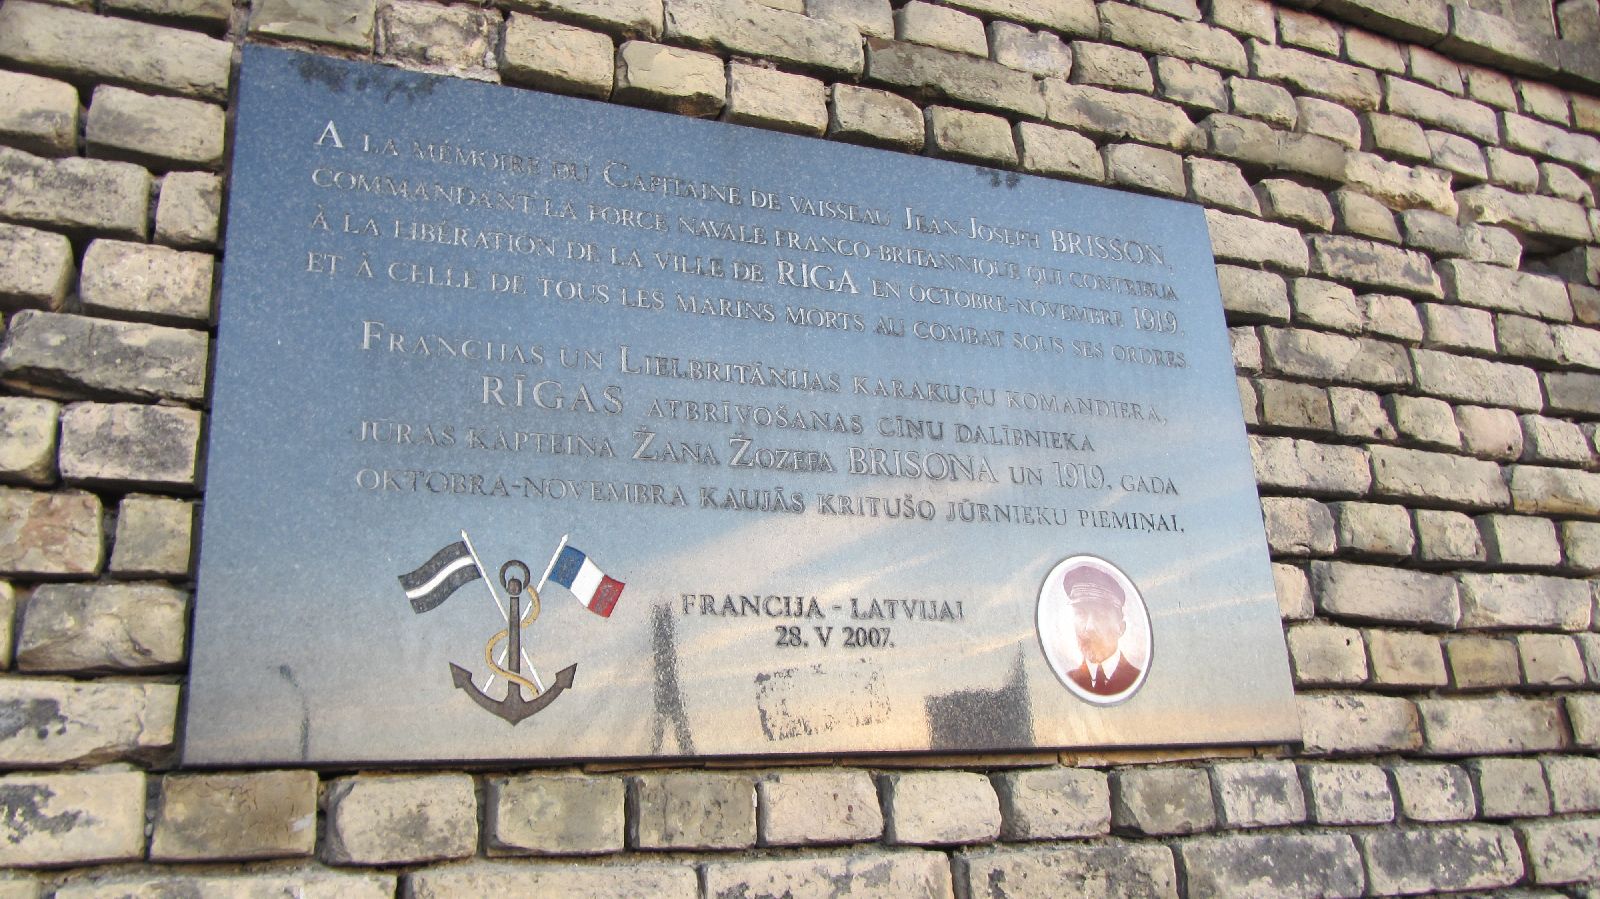 A LA MÉMOIRE DU CAPITAINE DE VAISSEAU JEAN-JOSEPH BRISSON,
COMMANDANT LA FORCE NAVALE FRANCO-BRITANNIQUE QUI CONTRIBUA
À LA LIBÉRATION DE LA VILLE DE RIGA EN OCTOBRE-NOVEMBRE 1919,
ET À CELLE DE TOUS LES MARINS MORTS AU COMBAT SOUS SES ORDRES.
FRANCIJAS UN LIELBRITĀNIJAS KARAKUĢU KOMANDIERA,
RĪGAS ATBRĪVOŠANAS CĪŅU DALĪBNIEKA
JŪRAS KAPTEIŅA ŽANA ŽOZEFA BRISONA UN 1919. GADA
OKTOBRA-NOVEMBRA KAUJĀS KRITUŠO JŪRNIEKU PIEMIŅAI.
FRANCIJA - LATVIJAI
28. V 2007.